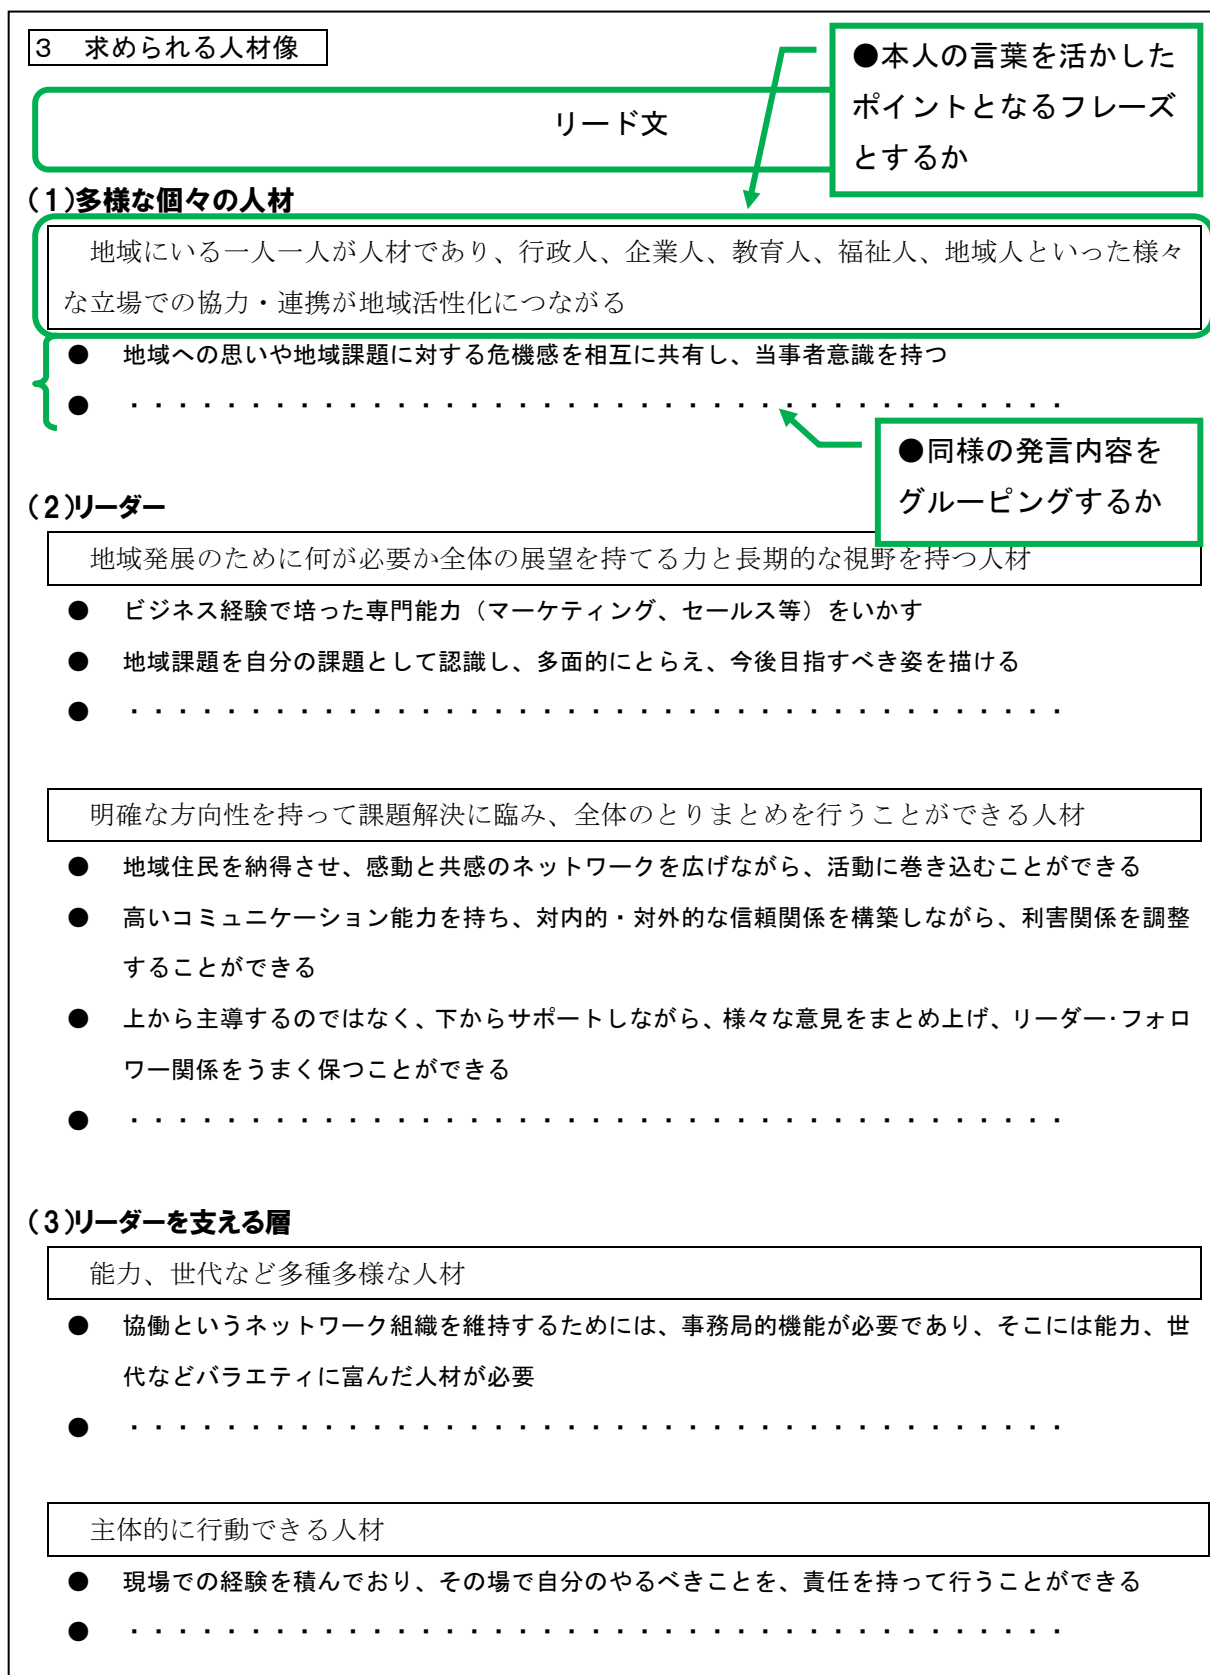 ３　求められる人材像
●本人の言葉を活かした
ポイントとなるフレーズ
とするか
リード文
(１)多様な個々の人材
地域にいる一人一人が人材であり、行政人、企業人、教育人、福祉人、地域人といった様々
な立場での協力・連携が地域活性化につながる
●　地域への思いや地域課題に対する危機感を相互に共有し、当事者意識を持つ
●　・・・・・・・・・・・・・・・・・・・・・・・・・・・・・・・・・・・・・・・
●同様の発言内容を
グルーピングするか
(２)リーダー
地域発展のために何が必要か全体の展望を持てる力と長期的な視野を持つ人材
●　ビジネス経験で培った専門能力（マーケティング、セールス等）をいかす
●　地域課題を自分の課題として認識し、多面的にとらえ、今後目指すべき姿を描ける
●　・・・・・・・・・・・・・・・・・・・・・・・・・・・・・・・・・・・・・・・
明確な方向性を持って課題解決に臨み、全体のとりまとめを行うことができる人材
●　地域住民を納得させ、感動と共感のネットワークを広げながら、活動に巻き込むことができる
●　高いコミュニケーション能力を持ち、対内的・対外的な信頼関係を構築しながら、利害関係を調整
することができる
●　上から主導するのではなく、下からサポートしながら、様々な意見をまとめ上げ、リーダー・フォロ
ワー関係をうまく保つことができる
●　・・・・・・・・・・・・・・・・・・・・・・・・・・・・・・・・・・・・・・・
(３)リーダーを支える層
能力、世代など多種多様な人材
●　協働というネットワーク組織を維持するためには、事務局的機能が必要であり、そこには能力、世
代などバラエティに富んだ人材が必要
●　・・・・・・・・・・・・・・・・・・・・・・・・・・・・・・・・・・・・・・・
主体的に行動できる人材
●　現場での経験を積んでおり、その場で自分のやるべきことを、責任を持って行うことができる
●　・・・・・・・・・・・・・・・・・・・・・・・・・・・・・・・・・・・・・・・